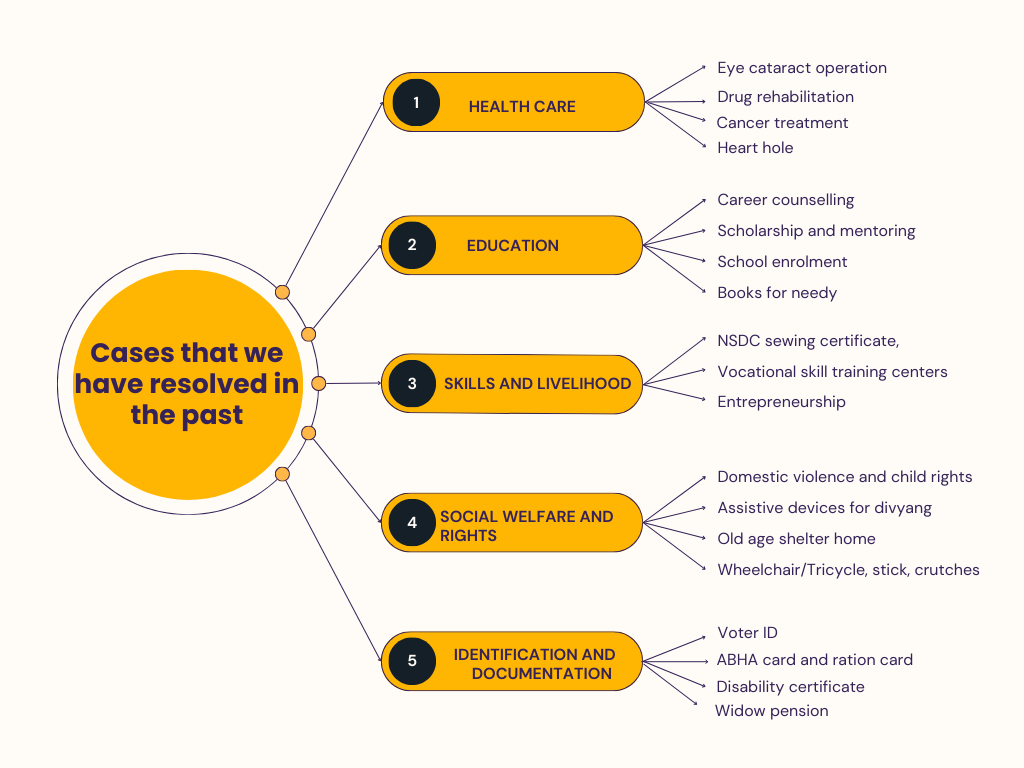 Cases that we
have resolved in
the past
1
HEALTH CARE
Eye cataract operation
Drug rehabilitation
Cancer treatment
Heart hole
2
EDUCATION
Career counselling
Scholarship and mentoring
School enrolment
Books for needy
3
SKILLS AND LIVELIHOOD
NSDC sewing certificate,
Vocational skill training centers
Entrepreneurship
4
SOCIAL WELFARE AND
RIGHTS
Domestic violence and child rights
Assistive devices for divyang
Old age shelter home
Wheelchair/Tricycle, stick, crutches
5
IDENTIFICATION AND
DOCUMENTATION
Voter ID
ABHA card and ration card
Disability certificate
Widow pension